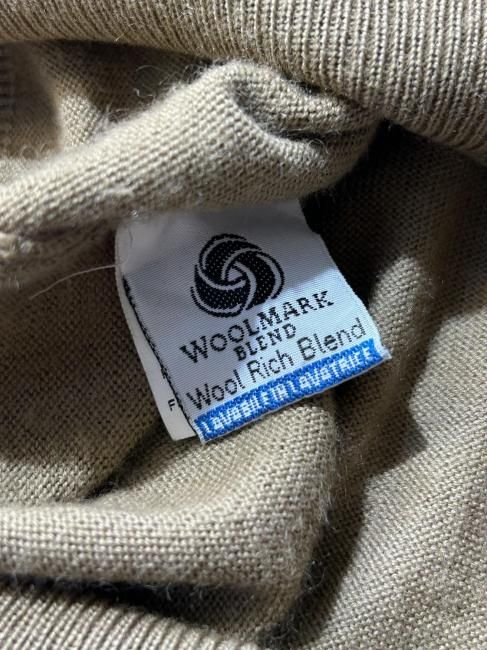 WOOLMARK
BLEND
Wool Rich Blend
LAVABILE IN LAVATRICE
F